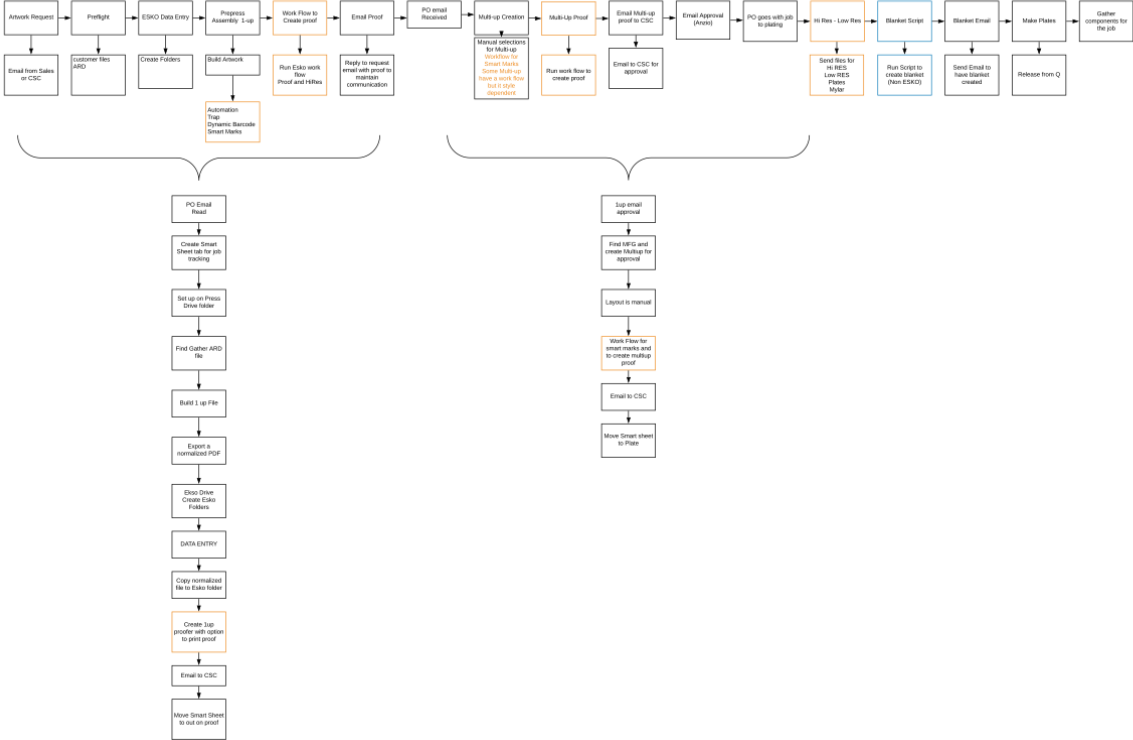 Artwork Request
Preflight
ESKO Data Entry
Prepress
Assembly 1-up
Work Flow to
Create proof
Email Proof
PO email
Received
Multi-up Creation
Multi-Up Proof
Email Multi-up
proof to CSC
Email Approval
(Anzio)
PO goes with job
to plating
Hi Res - Low Res
Blanket Script
Blanket Email
Make Plates
Gather
components for
the job
Email from Sales
or CSC
customer files
ARD
Create Folders
Build Artwork
Run Esko work
flow
Proof and HiRes
Reply to request
email with proof to
maintain
communication
Manual selections
for Multi-up
Workflow for
Smart Marks
Some Multi-up
have a work flow
but it style
dependent
Run work flow to
create proof
Email to CSC for
approval
Send files for
Hi RES
Low RES
Plates
Mylar
Run Script to
create blanket
(Non ESKO)
Send Email to
have blanket
created
Release from Q
Automation
Trap
Dynamic Barcode
Smart Marks
PO Email
Read
Create Smart
Sheet tab for job
tracking
Set up on Press
Drive folder
Find Gather ARD
file
Build 1 up File
Export a
normalized PDF
Ekso Drive
Create Esko
Folders
DATA ENTRY
Copy normalized
file to Esko folder
Create 1up
proofer with option
to print proof
Email to CSC
Move Smart Sheet
to out on proof
1up email
approval
Find MFG and
create Multiup for
approval
Layout is manual
Work Flow for
smart marks and
to create multiup
proof
Email to CSC
Move Smart sheet
to Plate